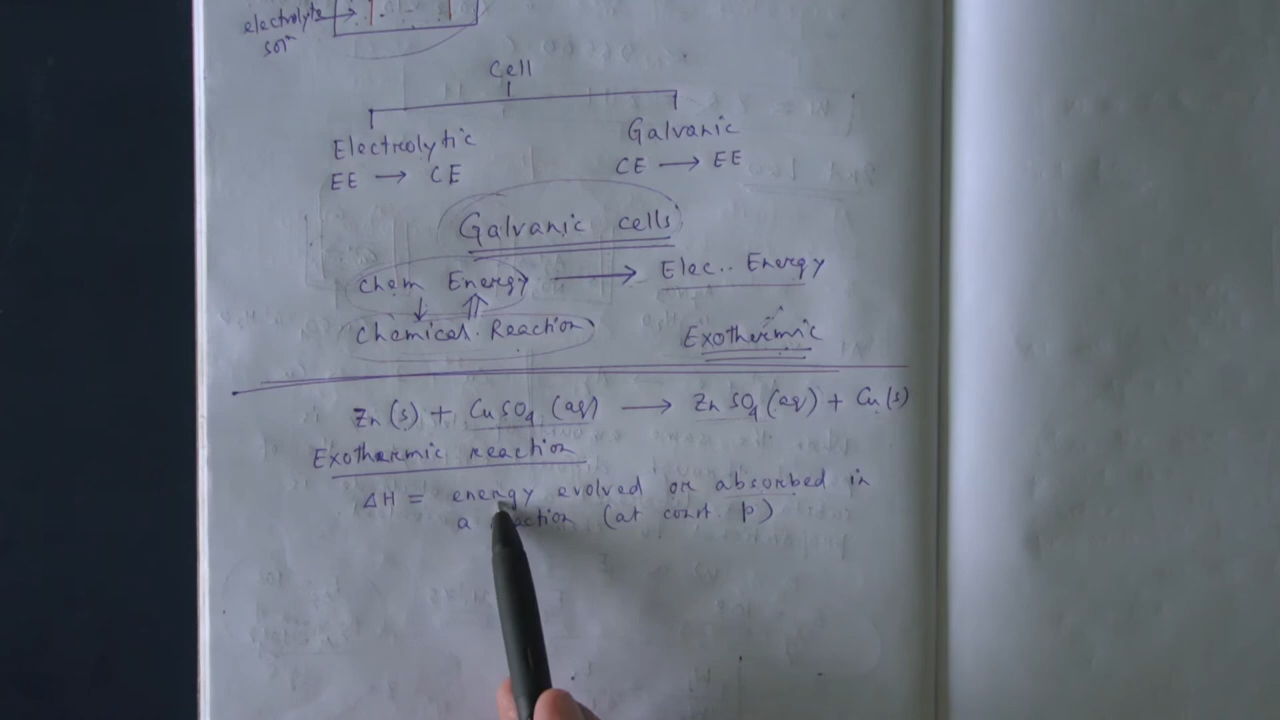 electrolyte →
solⁿ
Cell
Electrolytic
Galvanic
EE → CE
CE → EE
Galvanic cells
Chem Energy → Elec.. Energy
↓ ⇑
Chemical Reaction
Exothermic
Zn(s) + CuSO₄ (aq) → ZnSO₄ (aq) + Cu(s)
Exothermic reaction
ΔH = energy evolved or absorbed in
a (at const. p)